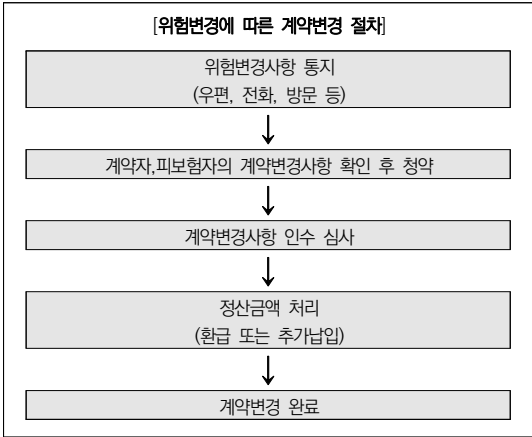 [위험변경에 따른 계약변경 절차]
위험변경사항 통지
(우편, 전화, 방문 등)
계약자,피보험자의 계약변경사항 확인 후 청약
계약변경사항 인수 심사
정산금액 처리
(환급 또는 추가납입)
계약변경 완료